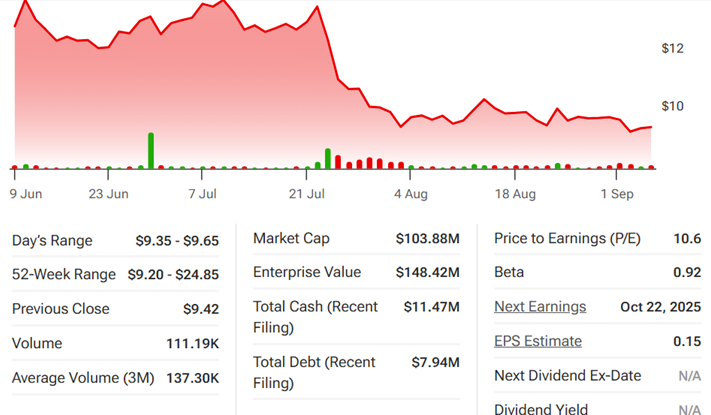 $12
$10
9 Jun 23 Jun 7 Jul 21 Jul 4 Aug 18 Aug 1 Sep
Day's Range $9.35 - $9.65
52-Week Range $9.20 - $24.85
Previous Close $9.42
Volume 111.19K
Average Volume (3M) 137.30K
Market Cap $103.88M
Enterprise Value $148.42M
Total Cash (Recent $11.47M
Filing)
Total Debt (Recent $7.94M
Filing)
Price to Earnings (P/E) 10.6
Beta 0.92
Next Earnings Oct 22, 2025
EPS Estimate 0.15
Next Dividend Ex-Date N/A
Dividend Yield N/A